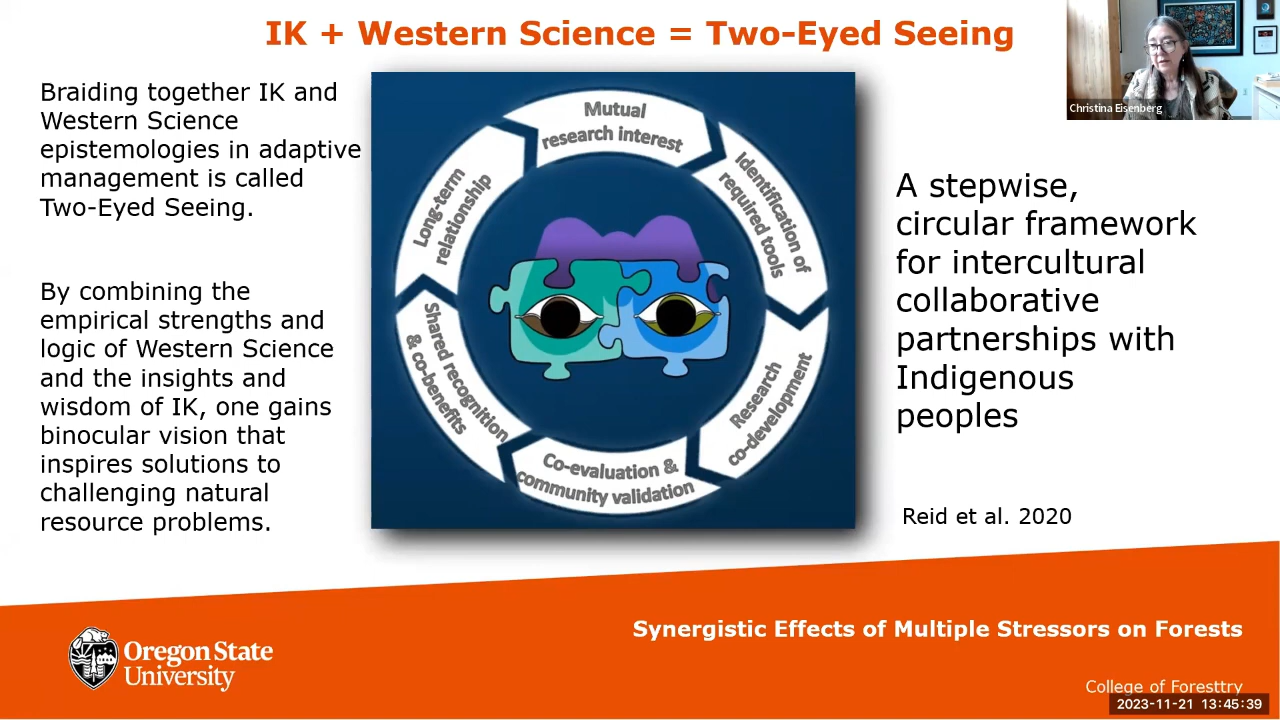 IK + Western Science = Two-Eyed Seeing
Christina Eisenberg
Braiding together IK and
Western Science
epistemologies in adaptive
management is called
Two-Eyed Seeing.
By combining the
empirical strengths and
logic of Western Science
and the insights and
wisdom of IK, one gains
binocular vision that
inspires solutions to
challenging natural
resource problems.
Mutual
research interest
Identification of
required tools
Research
co-development
Co-evaluation &
community validation
Shared recognition
& co-benefits
Long-term
relationship
A stepwise,
circular framework
for intercultural
collaborative
partnerships with
Indigenous
peoples
Reid et al. 2020
Synergistic Effects of Multiple Stressors on Forests
Oregon State
University
College of Foresttry
2023-11-21 13:45:39